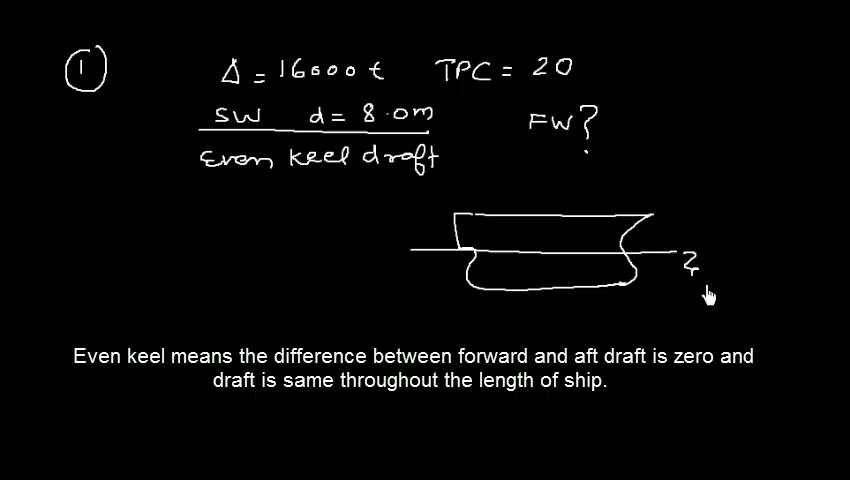 1
Δ = 16000 t TPC = 20
SW d = 8.0m FW?
Even keel draft
Even keel means the difference between forward and aft draft is zero and
draft is same throughout the length of ship.